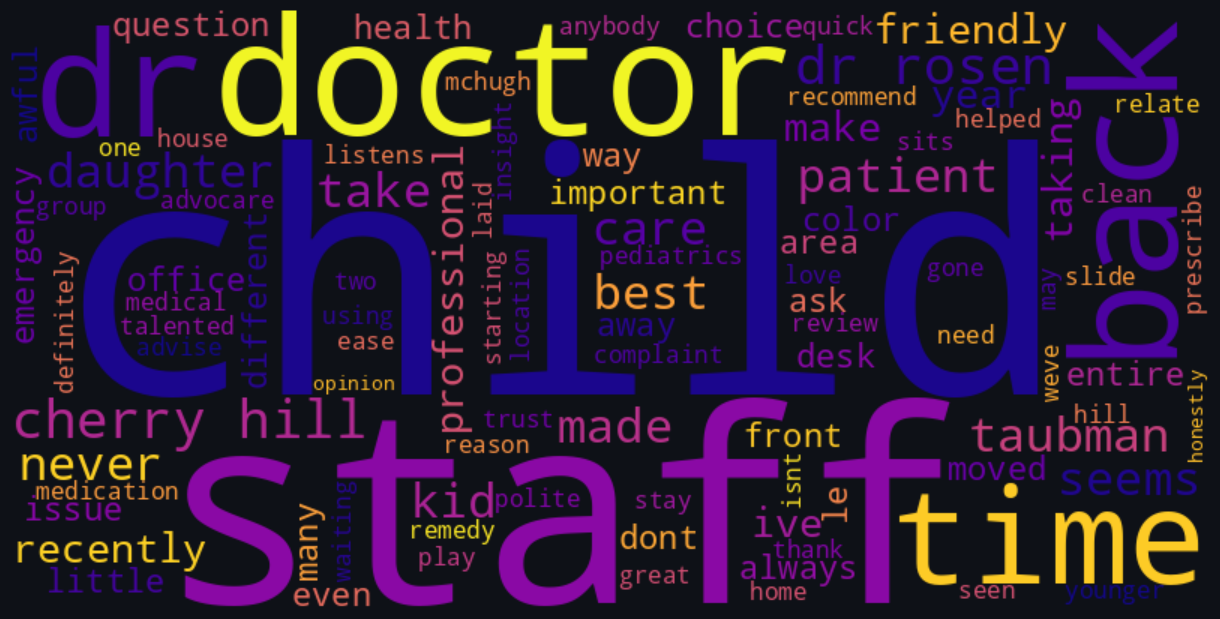 question
health
anybody
choice
quick
friendly
dr
doctor
mchugh
dr rosen
back
awful
recommend
year
relate
helped
one
house
make
sits
taking
insight
listens
way
daughter
professional
take
important
patient
clean
group
advocare
laid
color
emergency
child
care
area
prescribe
different
pediatrics
office
two
starting
location
best
love
gone
may
slide
definitely
medical
ask
talented
using
away
review
need
advise
ease
complaint
desk
opinion
weve
entire
honestly
cherry hill
staff
trust
made
hill
reason
front
taubman
never
moved
seems
medication
waiting
isnt
issue
many
kid
polite
stay
le
time
remedy
ive
recently
dont
play
thank
little
great
always
even
home
seen
younger